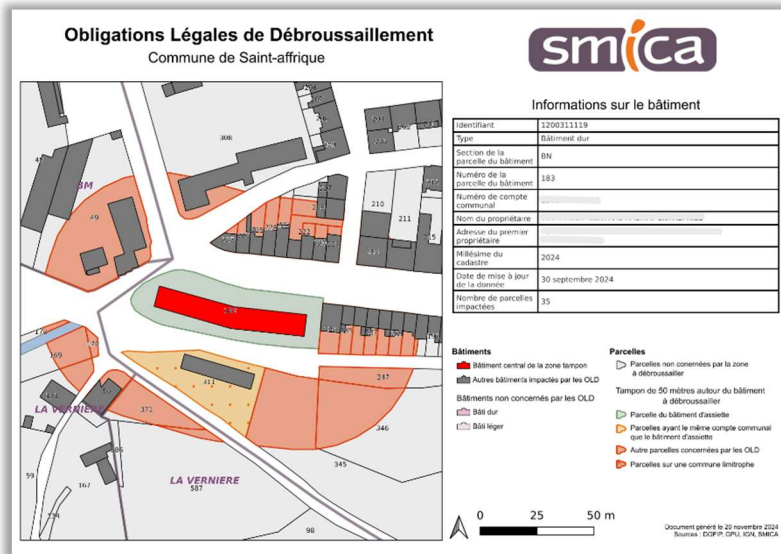 Obligations Légales de Débroussaillement
Commune de Saint-affrique
smica
Informations sur le bâtiment
Identifiant 1200311119
Type Bâtiment dur
Section de la parcelle du bâtiment BN
Numéro de la parcelle du bâtiment 183
Numéro de compte communal
Nom du propriétaire
Adresse du premier propriétaire
Millésime du cadastre 2024
Date de mise à jour de la donnée 30 septembre 2024
Nombre de parcelles impactées 35
308
BM
49
210
211
169
371
311
347
346
345
LA VERNIERE
LA VERNIERE
587
59
167
98
Bâtiments
Bâtiment central de la zone tampon
Autres bâtiments impactés par les OLD
Bâtiments non concernés par les OLD
Bâti dur
Bâti léger
Parcelles
Parcelles non concernées par la zone
à débroussailler
Tampon de 50 mètres autour du bâtiment
à débroussailler
Parcelle du bâtiment d'assiette
Parcelles ayant le même compte communal
que le bâtiment d'assiette
Autre parcelles concernées par les OLD
Parcelles sur une commune limitrophe
0 25 50 m
Document généré le 20 novembre 2024
Sources : DGFIP, GPU, IGN, SMICA